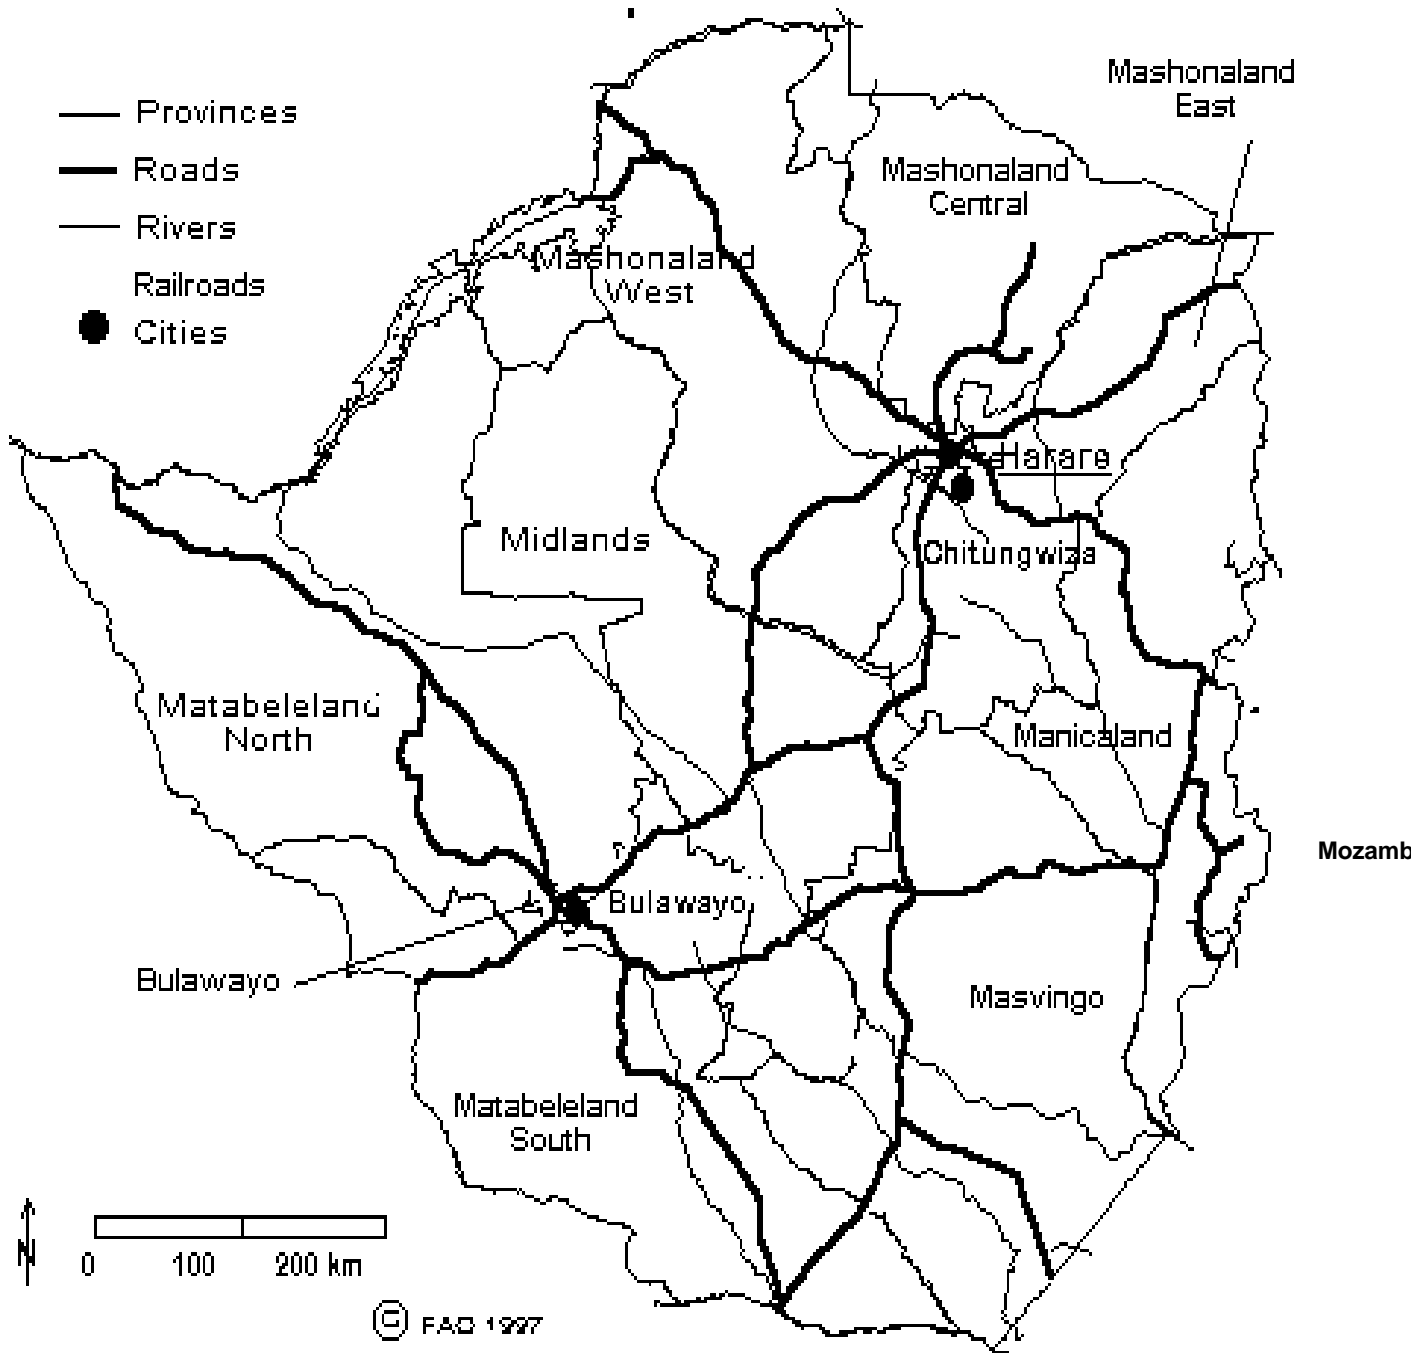 Mashonaland
East
Provinces
Roads
Rivers
Railroads
Cities
Mashonaland
Central
Mashonaland
West
Harare
Midlands
Chitungwiza
Matabeleland
North
Manicaland
Mozamb
Bulawayo
Bulawayo
Masvingo
Matabeleland
South
N
0 100 200 km
© FAO 1997